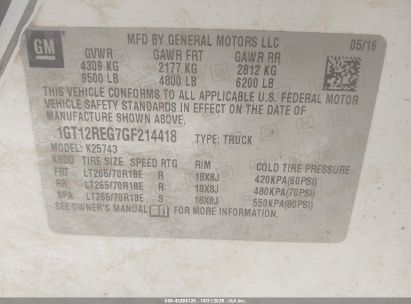 GM
MFD BY GENERAL MOTORS LLC 05/16
GVWR GAWR FRT GAWR RR
4309 KG 2177 KG 2812 KG
9500 LB 4800 LB 6200 LB
THIS VEHICLE CONFORMS TO ALL APPLICABLE U.S. FEDERAL MOTOR
VEHICLE SAFETY STANDARDS IN EFFECT ON THE DATE OF
MANUFACTURE SHOWN ABOVE.
1GT12REG7GF214418 TYPE: TRUCK
MODEL: K25743
TIRE SIZE SPEED RTG RIM COLD TIRE PRESSURE
FRT LT265/70R18E R 18X8J 420KPA(60PSI)
RR LT265/70R18E R 18X8J 480KPA(70PSI)
SPA LT265/70R18E S 18X8J 550KPA(80PSI)
SEE OWNER'S MANUAL